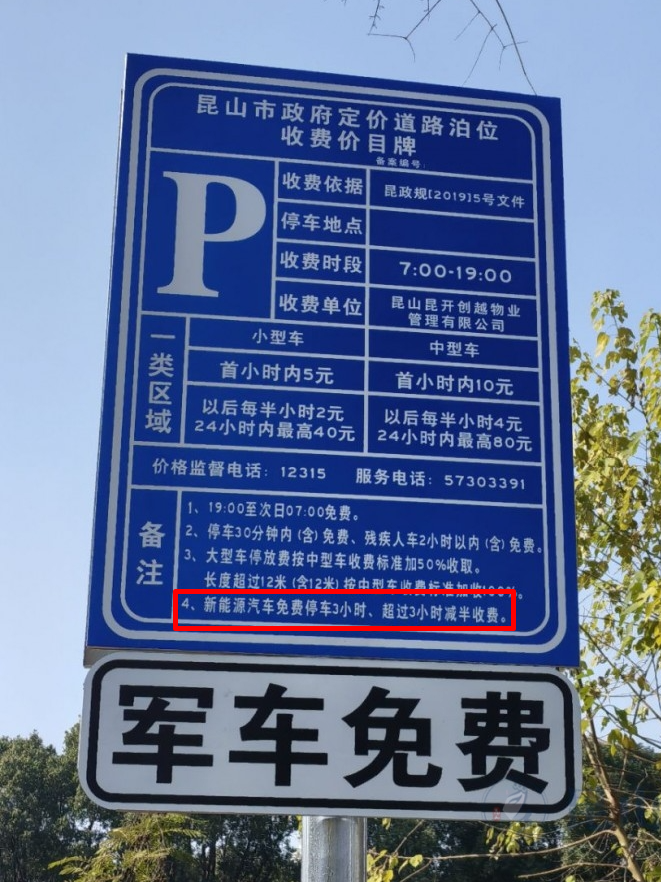 昆山市政府定价道路泊位
收费价目牌
备案编号:
P
收费依据 昆政规[2019]5号文件
停车地点
收费时段 7:00-19:00
收费单位 昆山昆开创越物业
管理有限公司
一类区域
小型车 中型车
首小时内5元 首小时内10元
以后每半小时2元 以后每半小时4元
24小时内最高40元 24小时内最高80元
价格监督电话: 12315 服务电话: 57303391
备注
1、19:00至次日07:00免费。
2、停车30分钟内(含)免费、残疾人车2小时以内(含)免费。
3、大型车停放费按中型车收费标准加50%收取。
长度超过12米(含12米)按中型车收费标准加收100%。
4、新能源汽车免费停车3小时、超过3小时减半收费。
军车免费